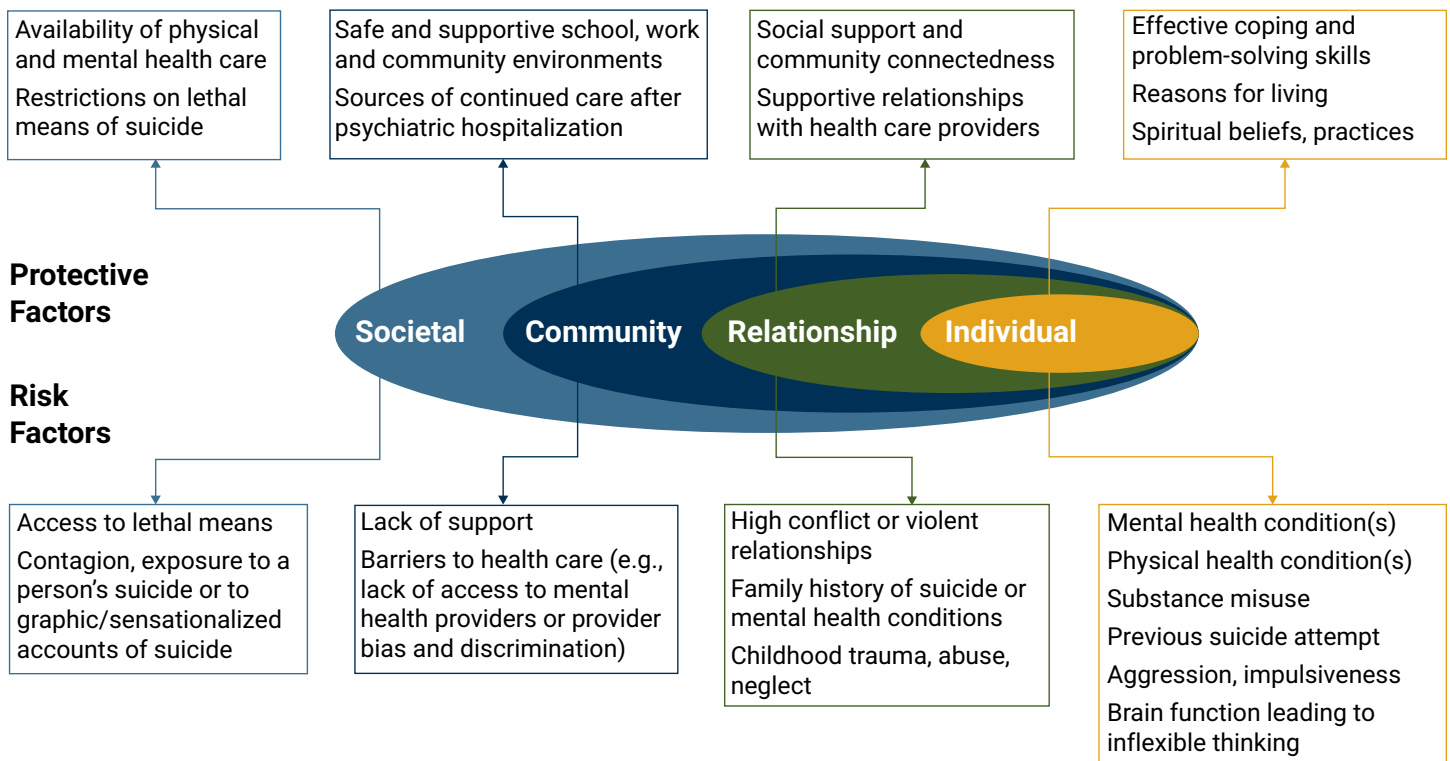 Availability of physical
and mental health care
Restrictions on lethal
means of suicide
Safe and supportive school, work
and community environments
Sources of continued care after
psychiatric hospitalization
Social support and
community connectedness
Supportive relationships
with health care providers
Effective coping and
problem-solving skills
Reasons for living
Spiritual beliefs, practices
Protective
Factors
Societal
Community
Relationship
Individual
Risk
Factors
Access to lethal means
Contagion, exposure to a
person’s suicide or to
graphic/sensationalized
accounts of suicide
Lack of support
Barriers to health care (e.g.,
lack of access to mental
health providers or provider
bias and discrimination)
High conflict or violent
relationships
Family history of suicide or
mental health conditions
Childhood trauma, abuse,
neglect
Mental health condition(s)
Physical health condition(s)
Substance misuse
Previous suicide attempt
Aggression, impulsiveness
Brain function leading to
inflexible thinking